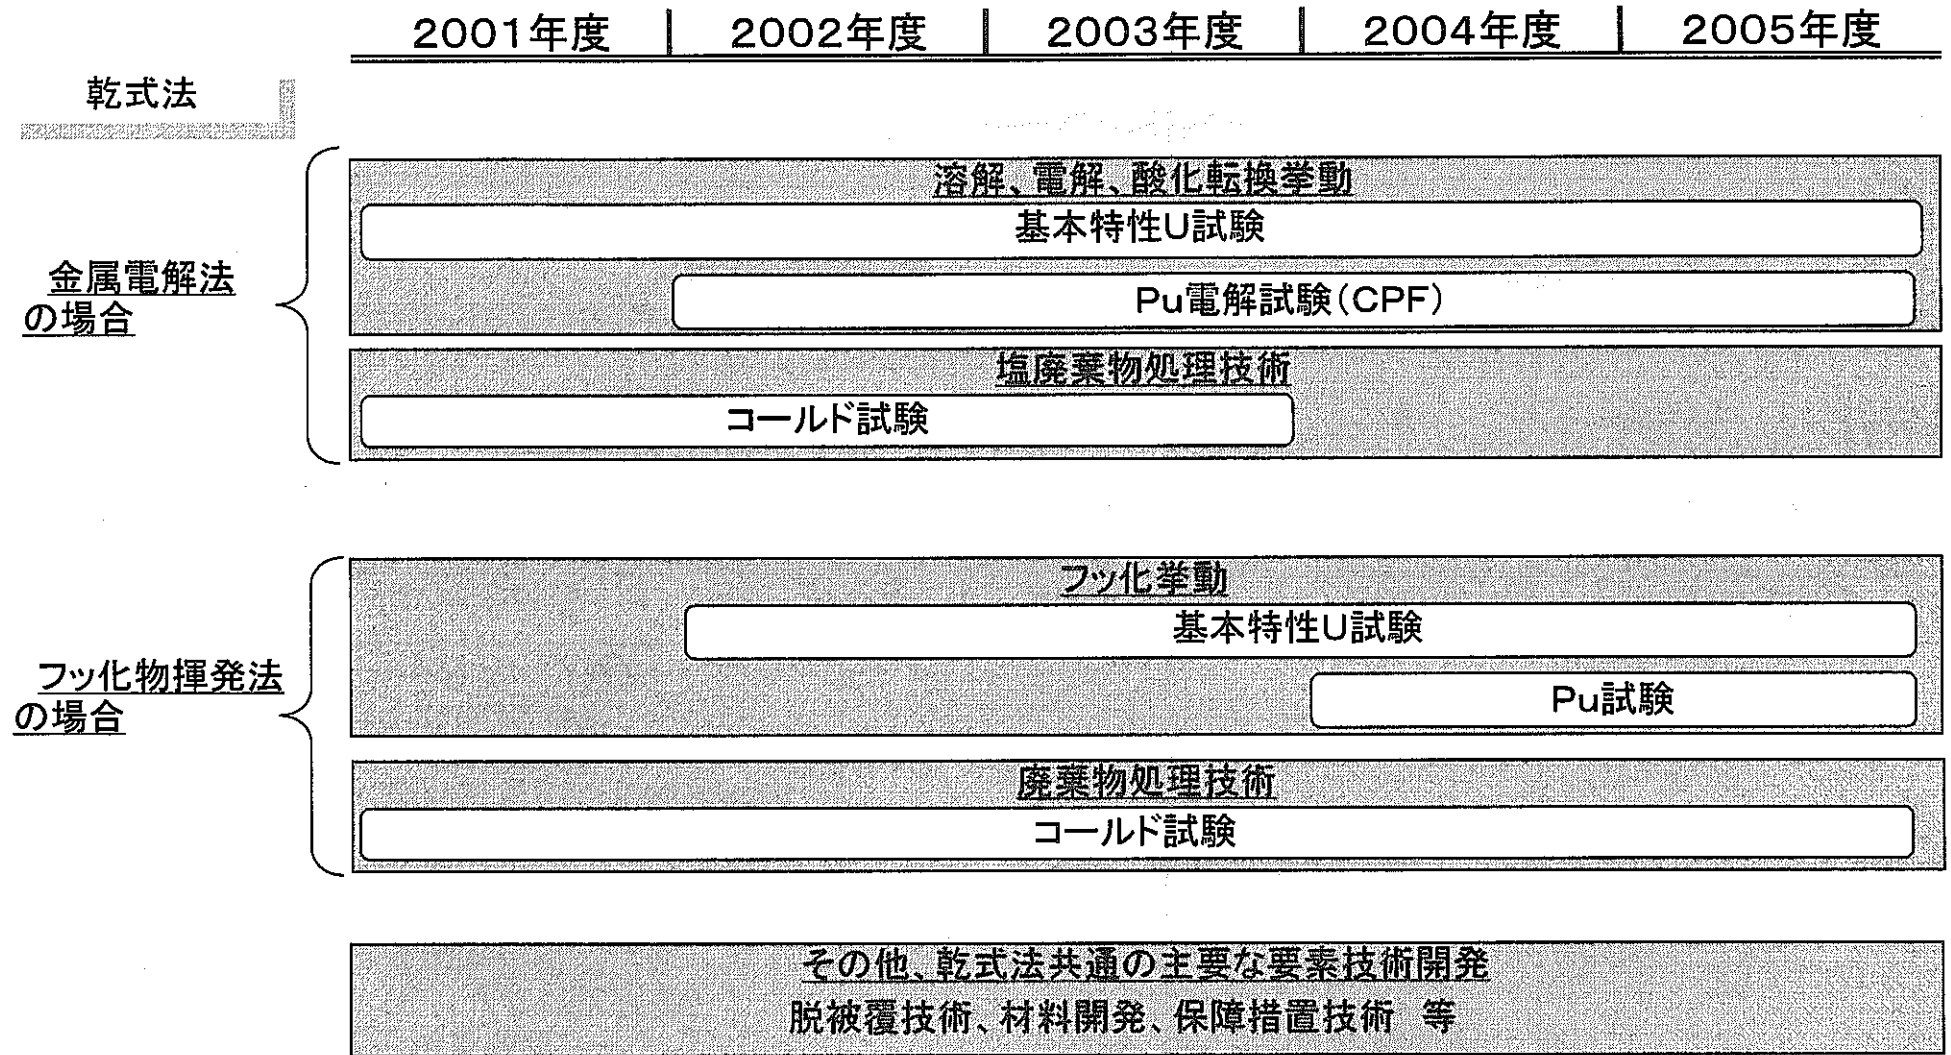 2001年度 2002年度 2003年度 2004年度 2005年度
乾式法
溶解、電解、酸化転換挙動
基本特性U試験
Pu電解試験(CPF)
金属電解法
の場合
塩廃棄物処理技術
コールド試験
フッ化挙動
基本特性U試験
Pu試験
フッ化物揮発法
の場合
廃棄物処理技術
コールド試験
その他、乾式法共通の主要な要素技術開発
脱被覆技術、材料開発、保障措置技術 等